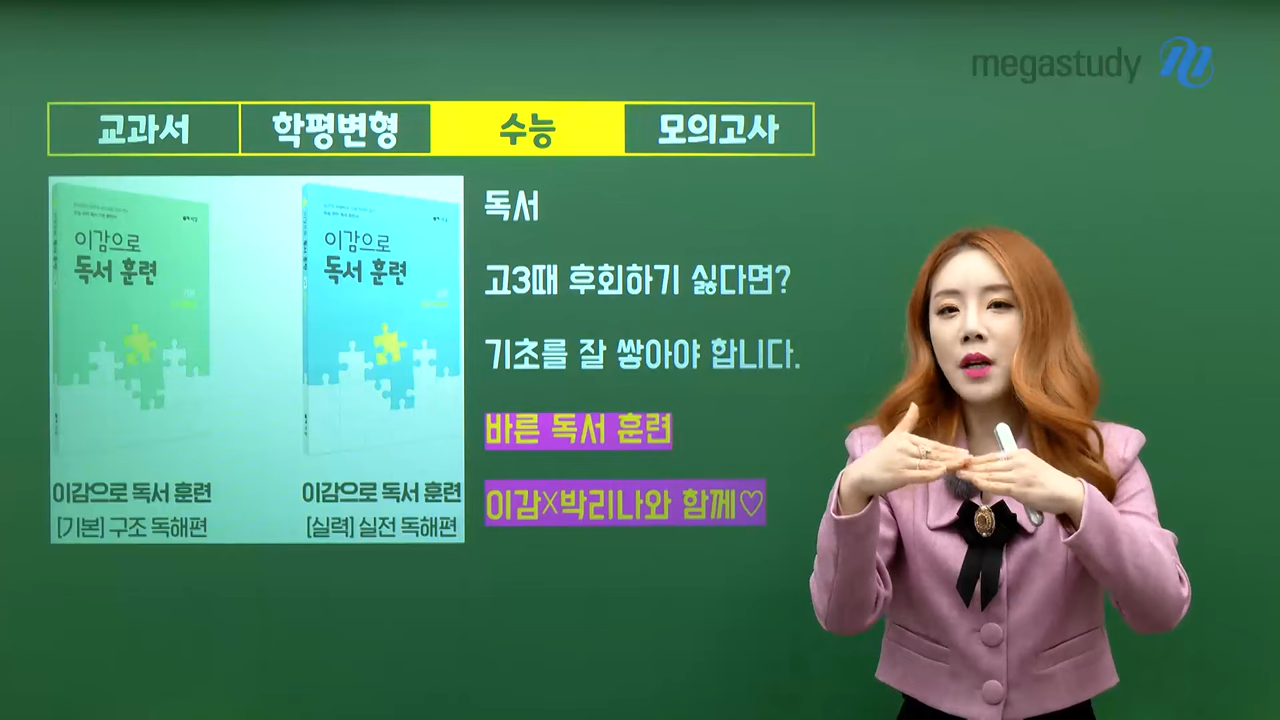 megastudy
교과서
학평변형
수능
모의고사
이감으로
독서 훈련
이감으로
독서 훈련
독서
고3때 후회하기 싫다면?
기초를 잘 쌓아야 합니다.
바른 독서 훈련
이감X박리나와 함께♡
이감으로 독서 훈련
[기본] 구조 독해편
이감으로 독서 훈련
[실력] 실전 독해편